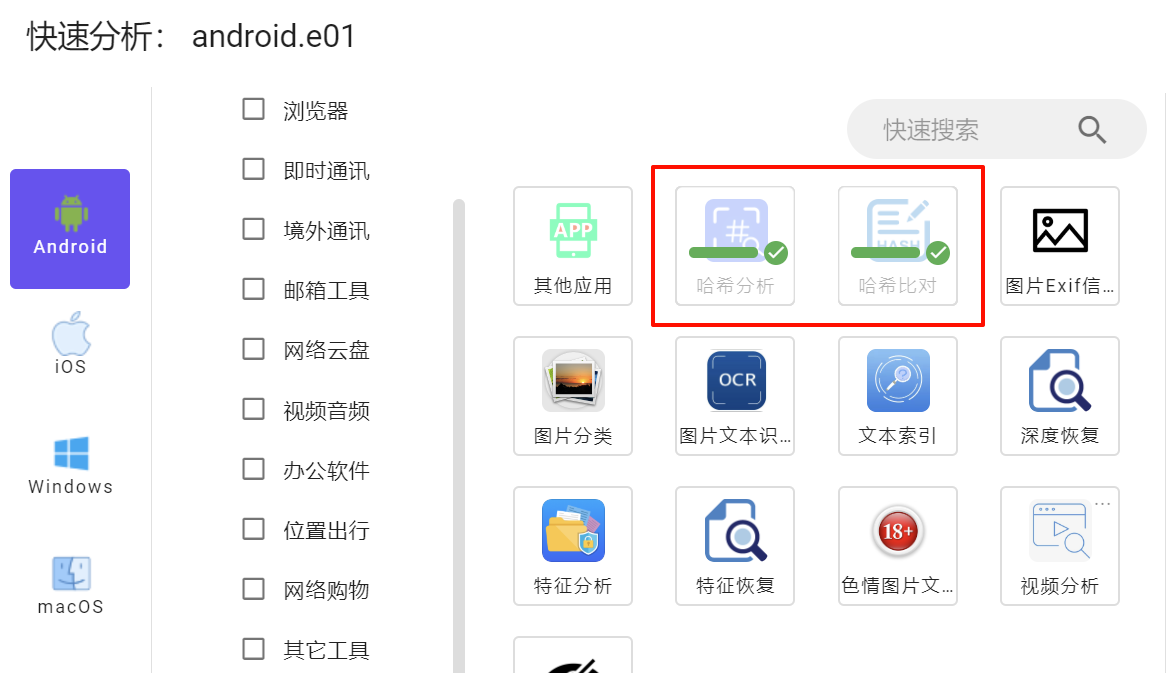 快速分析： android.e01
Android
iOS
Windows
macOS
浏览器
即时通讯
境外通讯
邮箱工具
网络云盘
视频音频
办公软件
位置出行
网络购物
其它工具
快速搜索
APP
其他应用
#
哈希分析
HASH
哈希比对
图片Exif信...
图片分类
OCR
图片文本识...
文本索引
深度恢复
特征分析
特征恢复
18+
色情图片文...
...
视频分析